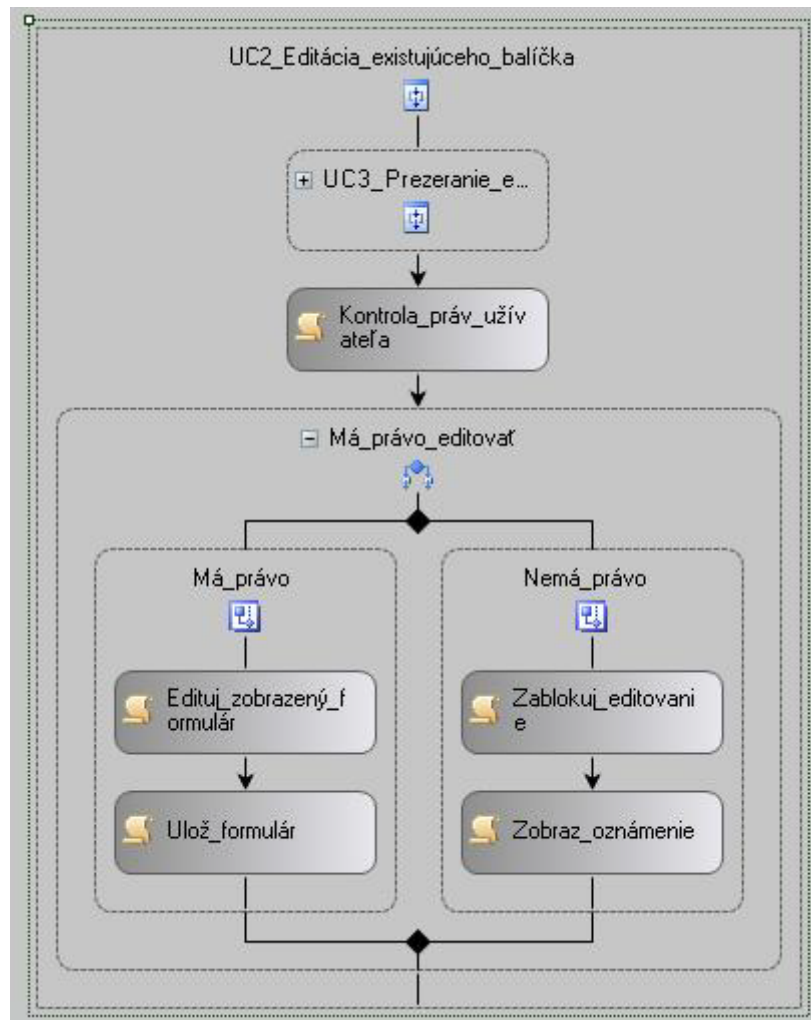 UC2_Editácia_existujúceho_balíčka
UC3_Prezeranie_e...
Kontrola_práv_užív
ateľa
Má_právo_editovať
Má_právo
Nemá_právo
Edituj_zobrazený_f
ormulár
Zablokuj_editovani
e
Ulož_formulár
Zobraz_oznámenie